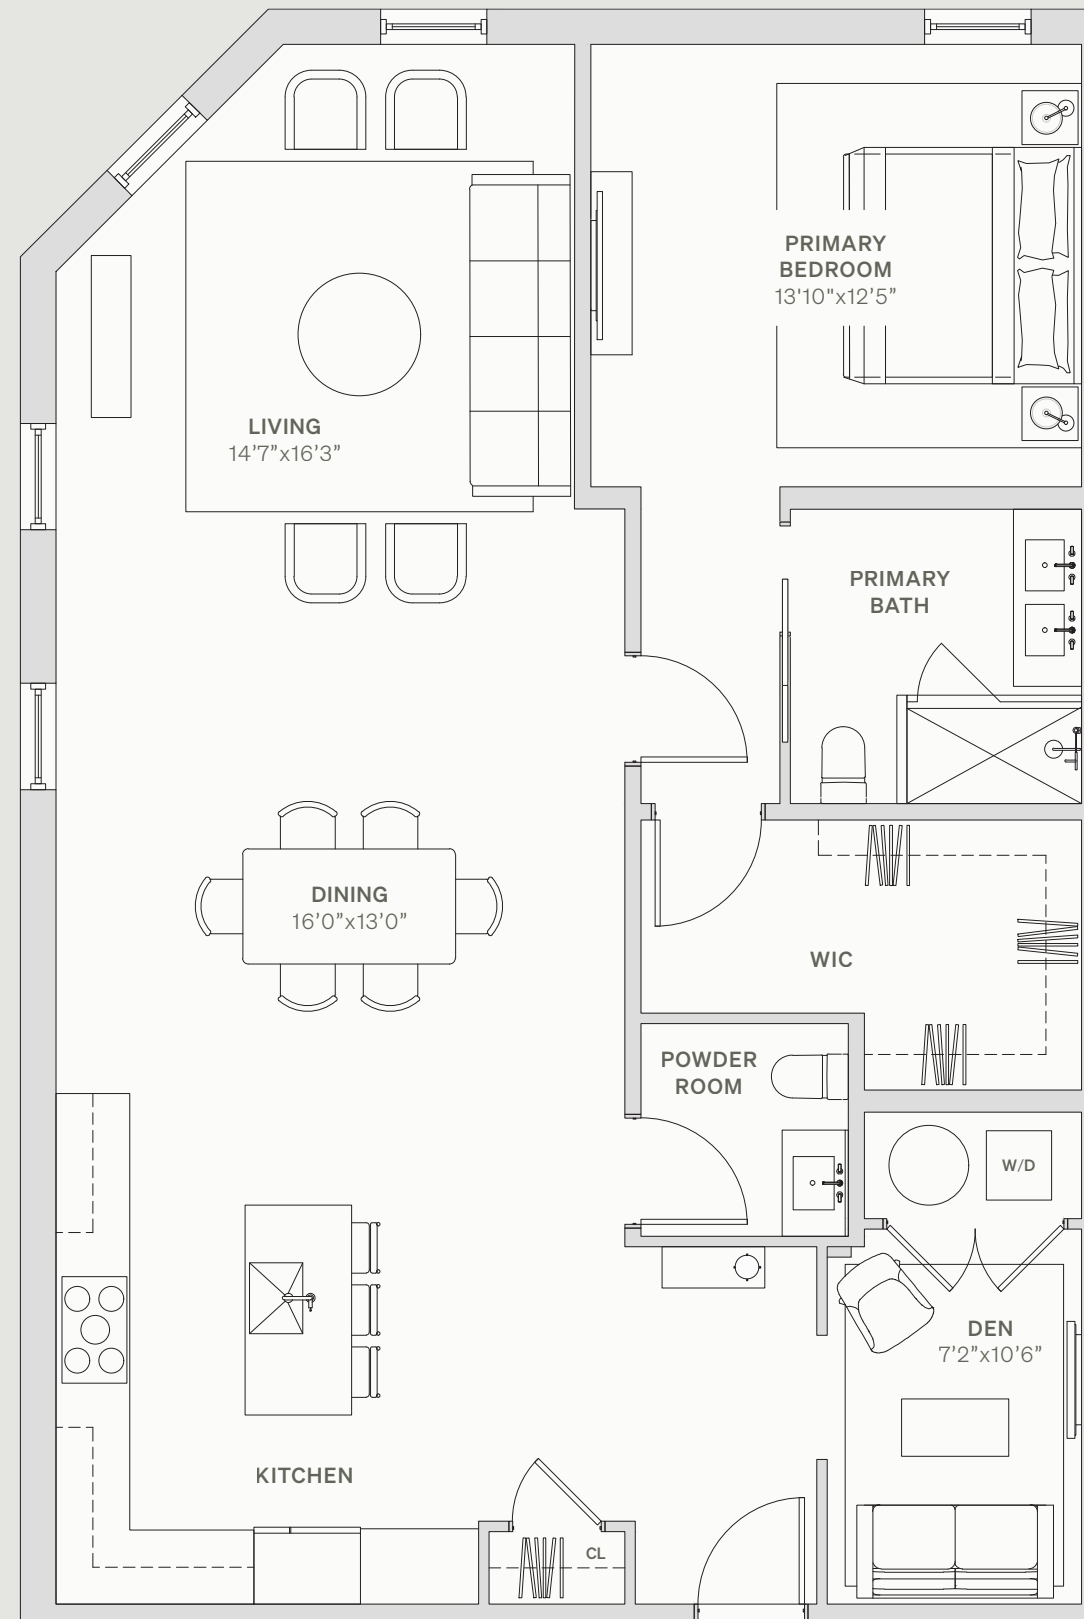 PRIMARY
BEDROOM
13'10"x12’5”
LIVING
14’7”x16’3”
PRIMARY
BATH
DINING
16’0”x13’0”
WIC
POWDER
ROOM
W/D
DEN
7’2”x10’6”
KITCHEN
CL